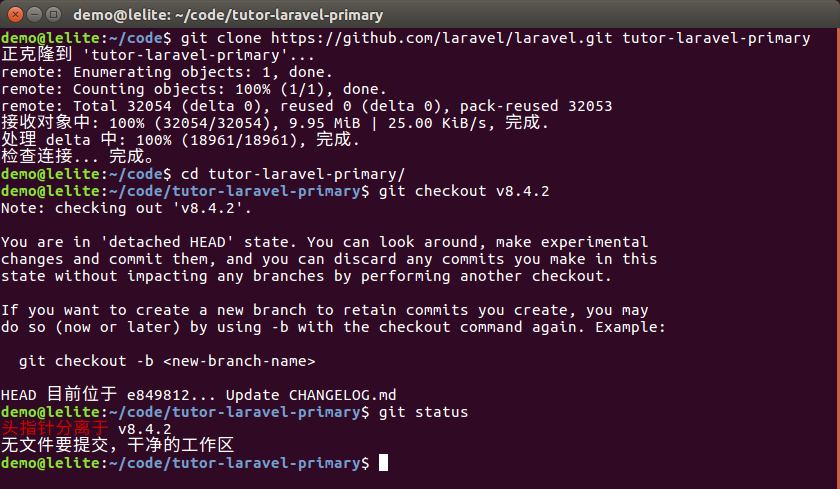 demo@lelite: ~/code/tutor-laravel-primary
demo@lelite:~/code$ git clone https://github.com/laravel/laravel.git tutor-laravel-primary
正克隆到 'tutor-laravel-primary'...
remote: Enumerating objects: 1, done.
remote: Counting objects: 100% (1/1), done.
remote: Total 32054 (delta 0), reused 0 (delta 0), pack-reused 32053
接收对象中: 100% (32054/32054), 9.95 MiB | 25.00 KiB/s, 完成.
处理 delta 中: 100% (18961/18961), 完成.
检查连接... 完成。
demo@lelite:~/code$ cd tutor-laravel-primary/
demo@lelite:~/code/tutor-laravel-primary$ git checkout v8.4.2
Note: checking out 'v8.4.2'.

You are in 'detached HEAD' state. You can look around, make experimental
changes and commit them, and you can discard any commits you make in this
state without impacting any branches by performing another checkout.

If you want to create a new branch to retain commits you create, you may
do so (now or later) by using -b with the checkout command again. Example:

  git checkout -b <new-branch-name>

HEAD 目前位于 e849812... Update CHANGELOG.md
demo@lelite:~/code/tutor-laravel-primary$ git status
头指针分离于 v8.4.2
无文件要提交，干净的工作区
demo@lelite:~/code/tutor-laravel-primary$